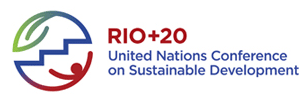 RIO+20
United Nations Conference
on Sustainable Development